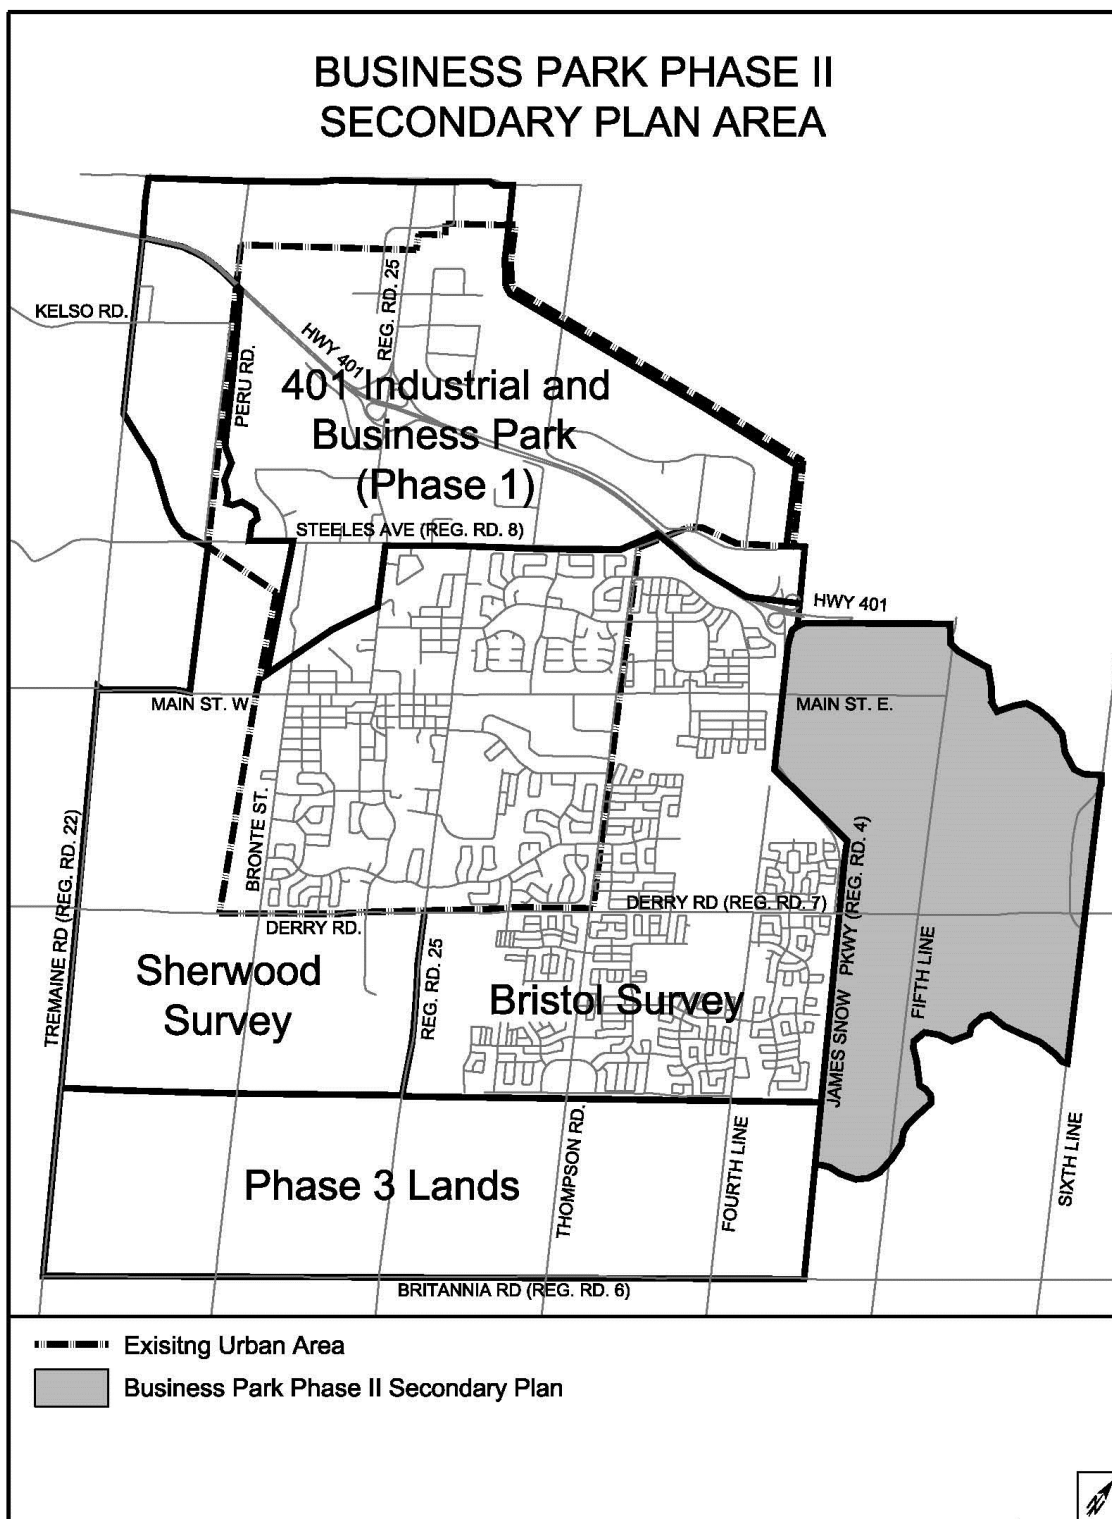 BUSINESS PARK PHASE II
SECONDARY PLAN AREA
KELSO RD.
PERU RD.
REG. RD. 25
HWY 401
401 Industrial and
Business Park
(Phase 1)
STEELES AVE (REG. RD. 8)
HWY 401
MAIN ST. W
MAIN ST. E.
TREMAINE RD (REG. RD. 22)
BRONTE ST.
DERRY RD.
DERRY RD (REG. RD. 7)
JAMES SNOW PKWY (REG. RD. 4)
FIFTH LINE
Sherwood
Survey
REG. RD. 25
Bristol Survey
Phase 3 Lands
THOMPSON RD.
FOURTH LINE
SIXTH LINE
BRITANNIA RD (REG. RD. 6)
Exisitng Urban Area
Business Park Phase II Secondary Plan
N